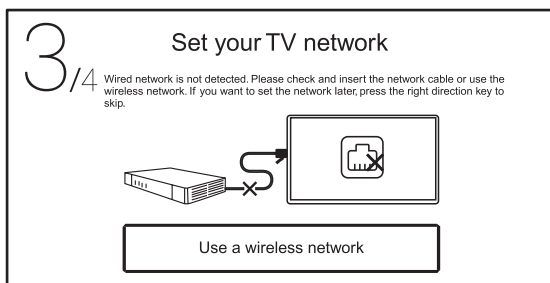 Set your TV network
3/4
Wired network is not detected. Please check and insert the network cable or use the
wireless network. If you want to set the network later, press the right direction key to
skip.
Use a wireless network